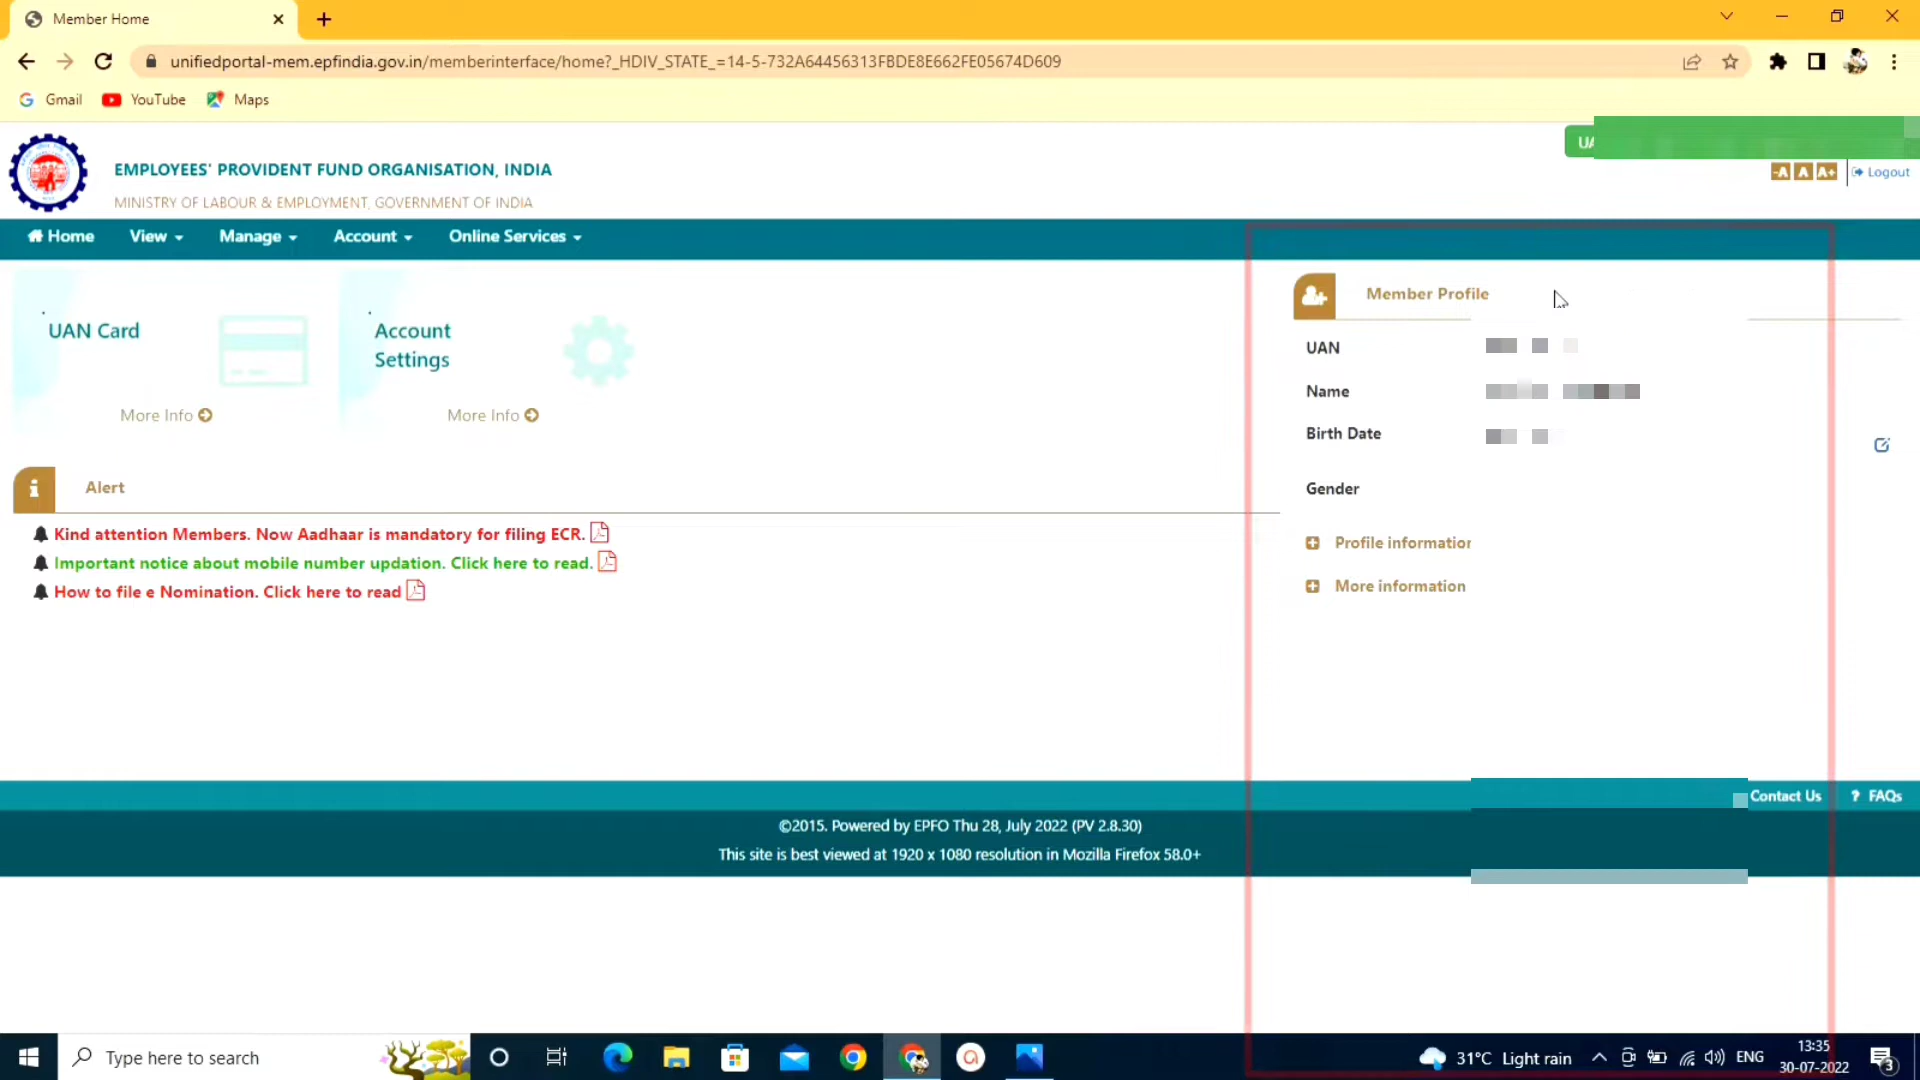 Member Home
unifiedportal-mem.epfindia.gov.in/memberinterface/home?_HDIV_STATE_=14-5-732A64456313FBDE8E662FE05674D609
Gmail YouTube Maps
UA
EMPLOYEES' PROVIDENT FUND ORGANISATION, INDIA
MINISTRY OF LABOUR & EMPLOYMENT, GOVERNMENT OF INDIA
-A A A+ Logout
Home View Manage Account Online Services
UAN Card
More Info
Account
Settings
More Info
Alert
Kind attention Members. Now Aadhaar is mandatory for filing ECR.
Important notice about mobile number updation. Click here to read.
How to file e Nomination. Click here to read
Member Profile
UAN
Name
Birth Date
Gender
Profile information
More information
Contact Us ? FAQs
©2015. Powered by EPFO Thu 28, July 2022 (PV 2.8.30)
This site is best viewed at 1920 x 1080 resolution in Mozilla Firefox 58.0+
Type here to search
31°C Light rain
ENG
13:35
30-07-2022
3